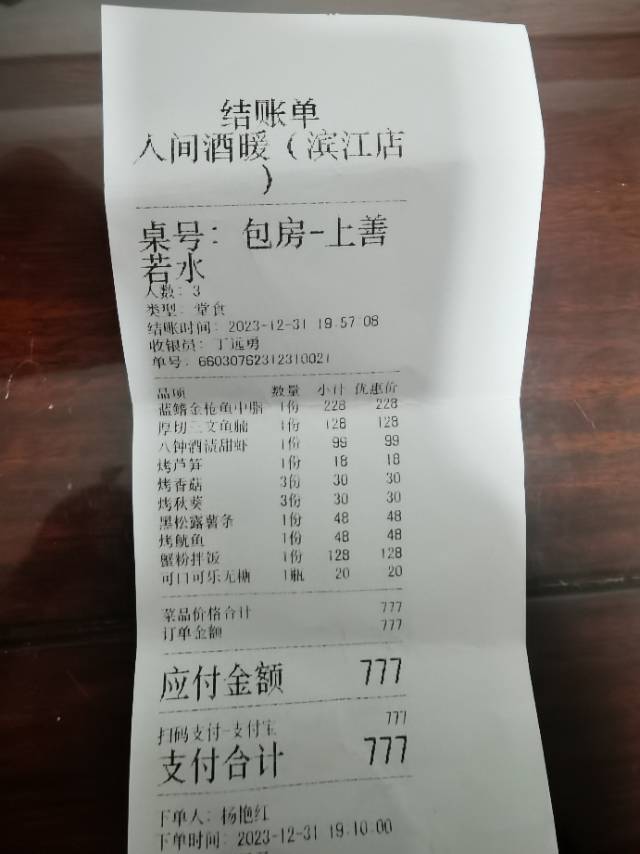 结账单
人间酒暖（滨江店
）
桌号：包房-上善
若水
人数：3
类型：堂食
结账时间：2023-12-31 19:57:08
收银员：丁远勇
单号：66030762312310021
品项 数量 小计 优惠价
蓝鳍金枪鱼中脂 1份 228 228
厚切三文鱼腩 1份 128 128
八钟酒渍甜虾 1份 99 99
烤芦笋 1份 18 18
烤香菇 3份 30 30
烤秋葵 3份 30 30
黑松露薯条 1份 48 48
烤鱿鱼 1份 48 48
蟹粉拌饭 1份 128 128
可口可乐无糖 1瓶 20 20
菜品价格合计 777
订单金额 777
应付金额 777
扫码支付-支付宝 777
支付合计 777
下单人：杨艳红
下单时间：2023-12-31 19:10:00